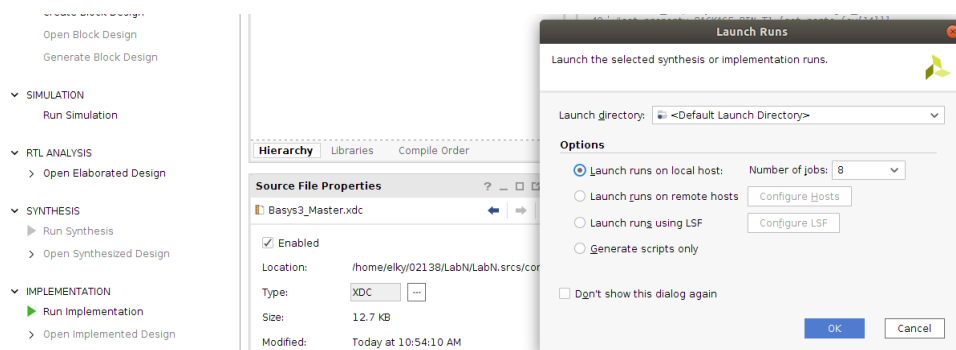 Create Block Design
Open Block Design
Generate Block Design
SIMULATION
Run Simulation
RTL ANALYSIS
Open Elaborated Design
SYNTHESIS
Run Synthesis
Open Synthesized Design
IMPLEMENTATION
Run Implementation
Open Implemented Design
Hierarchy Libraries Compile Order
Source File Properties ?
Basys3_Master.xdc
Enabled
Location: /home/elky/02138/LabN/LabN.srcs/con
Type: XDC ...
Size: 12.7 KB
Modified: Today at 10:54:10 AM
Launch Runs
Launch the selected synthesis or implementation runs.
Launch directory: <Default Launch Directory>
Options
Launch runs on local host: Number of jobs: 8
Launch runs on remote hosts Configure Hosts
Launch runs using LSF Configure LSF
Generate scripts only
Don't show this dialog again
OK Cancel